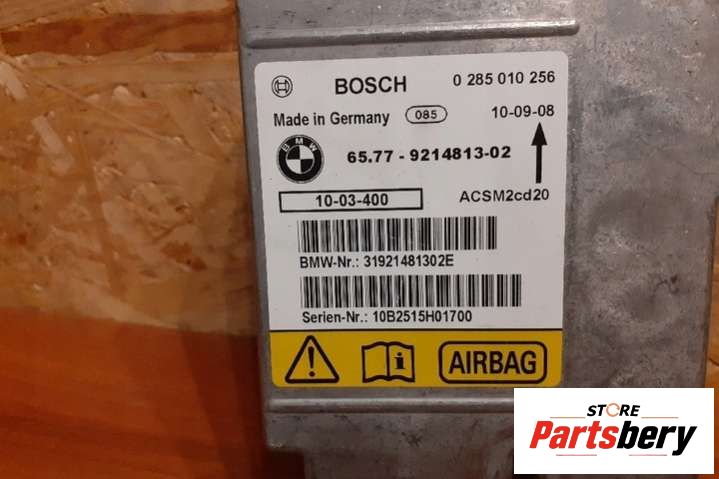 BOSCH 0 285 010 256
Made in Germany 085 10-09-08
BMW 65.77 - 9214813-02
10-03-400 ACSM2cd20
BMW-Nr.: 31921481302E
Serien-Nr.: 10B2515H01700
AIRBAG
STORE
Partsbery